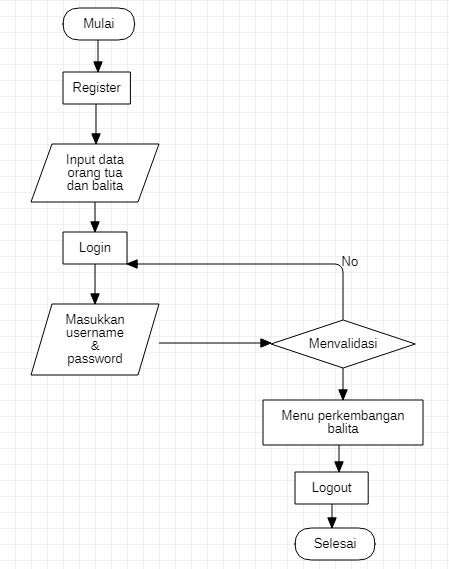 Mulai
Register
Input data
orang tua
dan balita
Login
No
Masukkan
username
&
password
Menvalidasi
Menu perkembangan
balita
Logout
Selesai